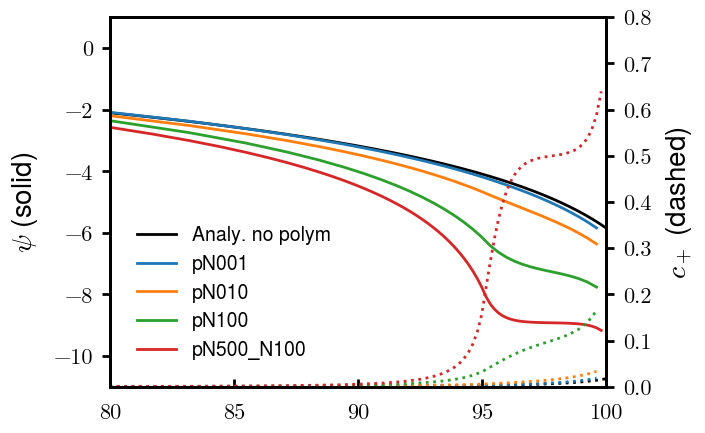 0
−2
−4
−6
−8
−10
ψ (solid)
Analy. no polym
pN001
pN010
pN100
pN500_N100
80
85
90
95
100
0.8
0.7
0.6
0.5
0.4
0.3
0.2
0.1
0.0
c₊ (dashed)